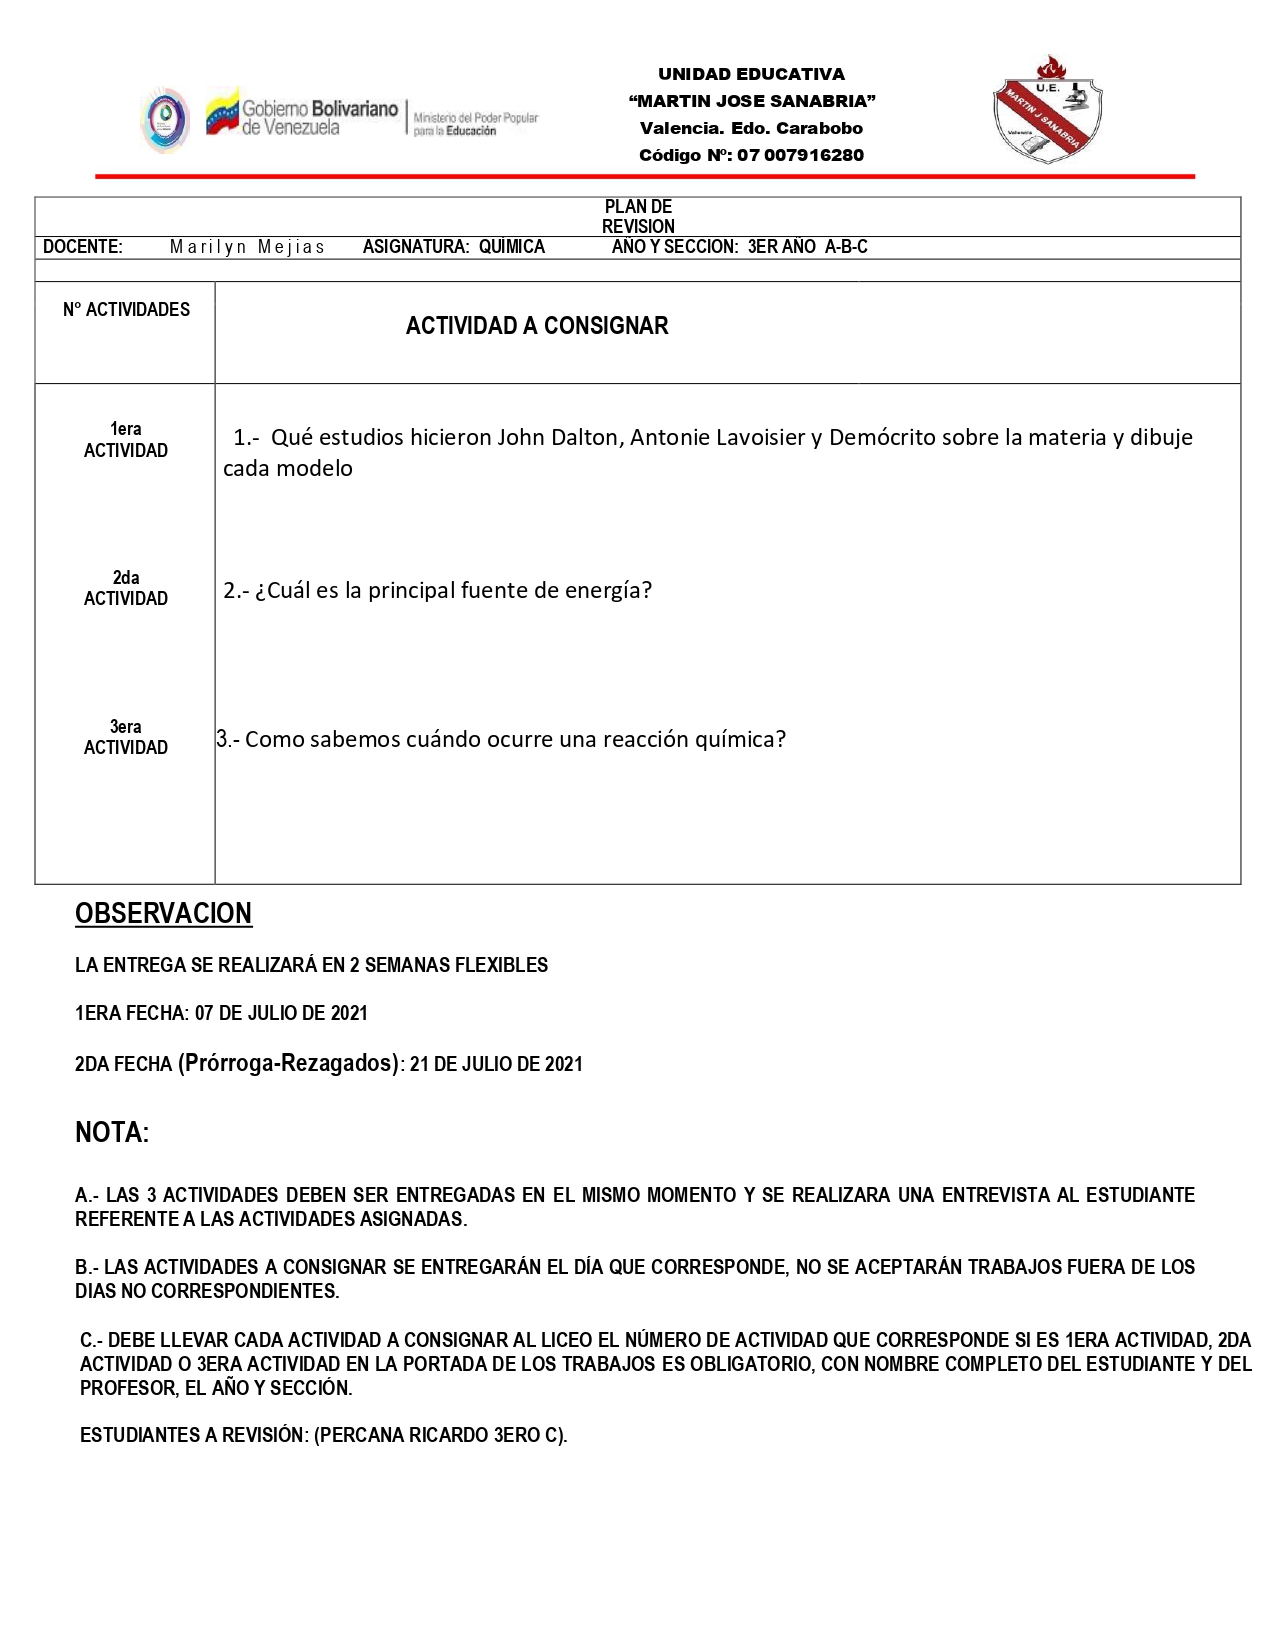 Gobierno Bolivariano
de Venezuela
Ministerio del Poder Popular
para la Educación
UNIDAD EDUCATIVA
“MARTIN JOSE SANABRIA”
Valencia. Edo. Carabobo
Código Nº: 07 007916280
U.E.
MARTIN J SANABRIA
Valencia
PLAN DE
REVISION
DOCENTE: Marilyn Mejias ASIGNATURA: QUÍMICA AÑO Y SECCION: 3ER AÑO A-B-C
N° ACTIVIDADES
ACTIVIDAD A CONSIGNAR
1era
ACTIVIDAD
1.- Qué estudios hicieron John Dalton, Antonie Lavoisier y Demócrito sobre la materia y dibuje
cada modelo
2da
ACTIVIDAD
2.- ¿Cuál es la principal fuente de energía?
3era
ACTIVIDAD
3.- Como sabemos cuándo ocurre una reacción química?
OBSERVACION
LA ENTREGA SE REALIZARÁ EN 2 SEMANAS FLEXIBLES
1ERA FECHA: 07 DE JULIO DE 2021
2DA FECHA (Prórroga-Rezagados): 21 DE JULIO DE 2021
NOTA:
A.- LAS 3 ACTIVIDADES DEBEN SER ENTREGADAS EN EL MISMO MOMENTO Y SE REALIZARA UNA ENTREVISTA AL ESTUDIANTE
REFERENTE A LAS ACTIVIDADES ASIGNADAS.
B.- LAS ACTIVIDADES A CONSIGNAR SE ENTREGARÁN EL DÍA QUE CORRESPONDE, NO SE ACEPTARÁN TRABAJOS FUERA DE LOS
DIAS NO CORRESPONDIENTES.
C.- DEBE LLEVAR CADA ACTIVIDAD A CONSIGNAR AL LICEO EL NÚMERO DE ACTIVIDAD QUE CORRESPONDE SI ES 1ERA ACTIVIDAD, 2DA
ACTIVIDAD O 3ERA ACTIVIDAD EN LA PORTADA DE LOS TRABAJOS ES OBLIGATORIO, CON NOMBRE COMPLETO DEL ESTUDIANTE Y DEL
PROFESOR, EL AÑO Y SECCIÓN.
ESTUDIANTES A REVISIÓN: (PERCANA RICARDO 3ERO C).